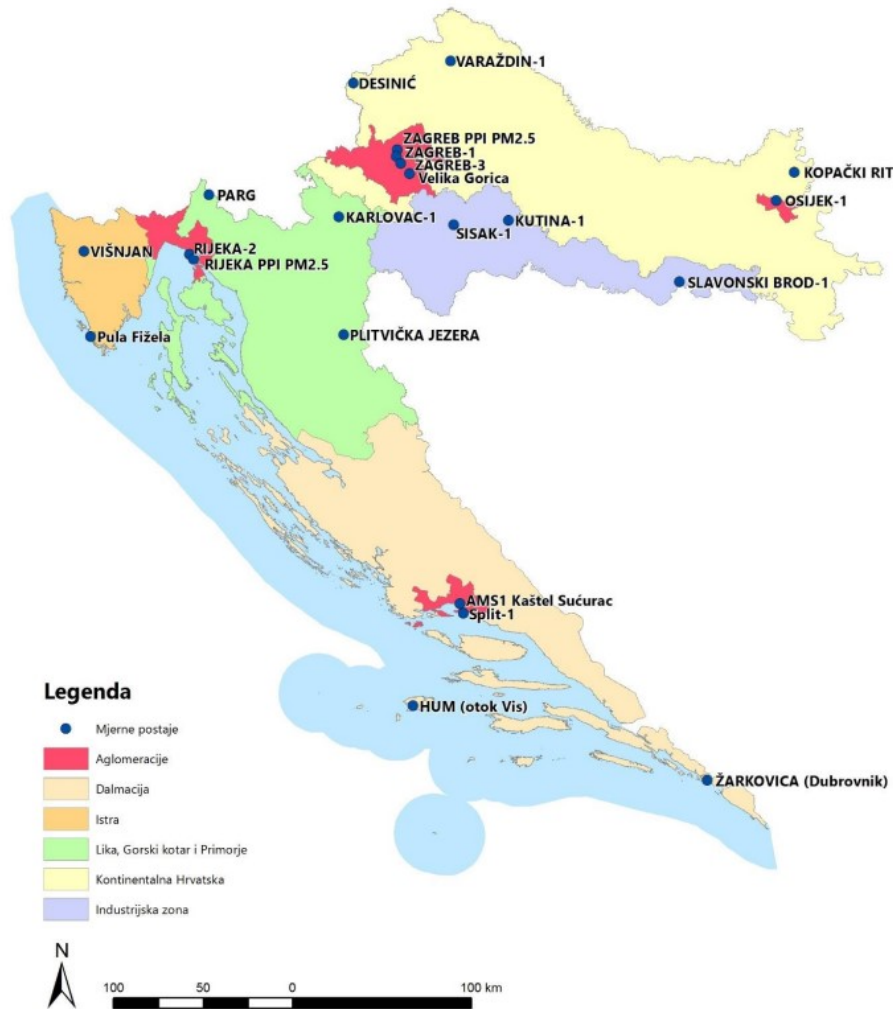 VARAŽDIN-1
DESINIĆ
ZAGREB PPI PM2.5
ZAGREB-1
ZAGREB-3
Velika Gorica
KOPAČKI RIT
OSIJEK-1
PARG
KARLOVAC-1
KUTINA-1
SISAK-1
RIJEKA-2
RIJEKA PPI PM2.5
VIŠNJAN
SLAVONSKI BROD-1
Pula Fižela
PLITVIČKA JEZERA
AMS1 Kaštel Sućurac
Split-1
HUM (otok Vis)
ŽARKOVICA (Dubrovnik)
Legenda
Mjerne postaje
Aglomeracije
Dalmacija
Istra
Lika, Gorski kotar i Primorje
Kontinentalna Hrvatska
Industrijska zona
N
100 50 0 100 km